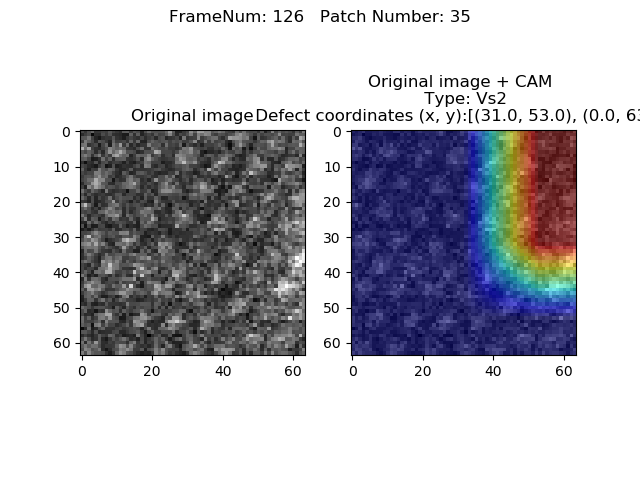 FrameNum: 126   Patch Number: 35
Original image + CAM
Type: Vs2
Original image Defect coordinates (x, y):[(31.0, 53.0), (0.0, 63
0
10
20
30
40
50
60
0 20 40 60
0
10
20
30
40
50
60
0 20 40 60